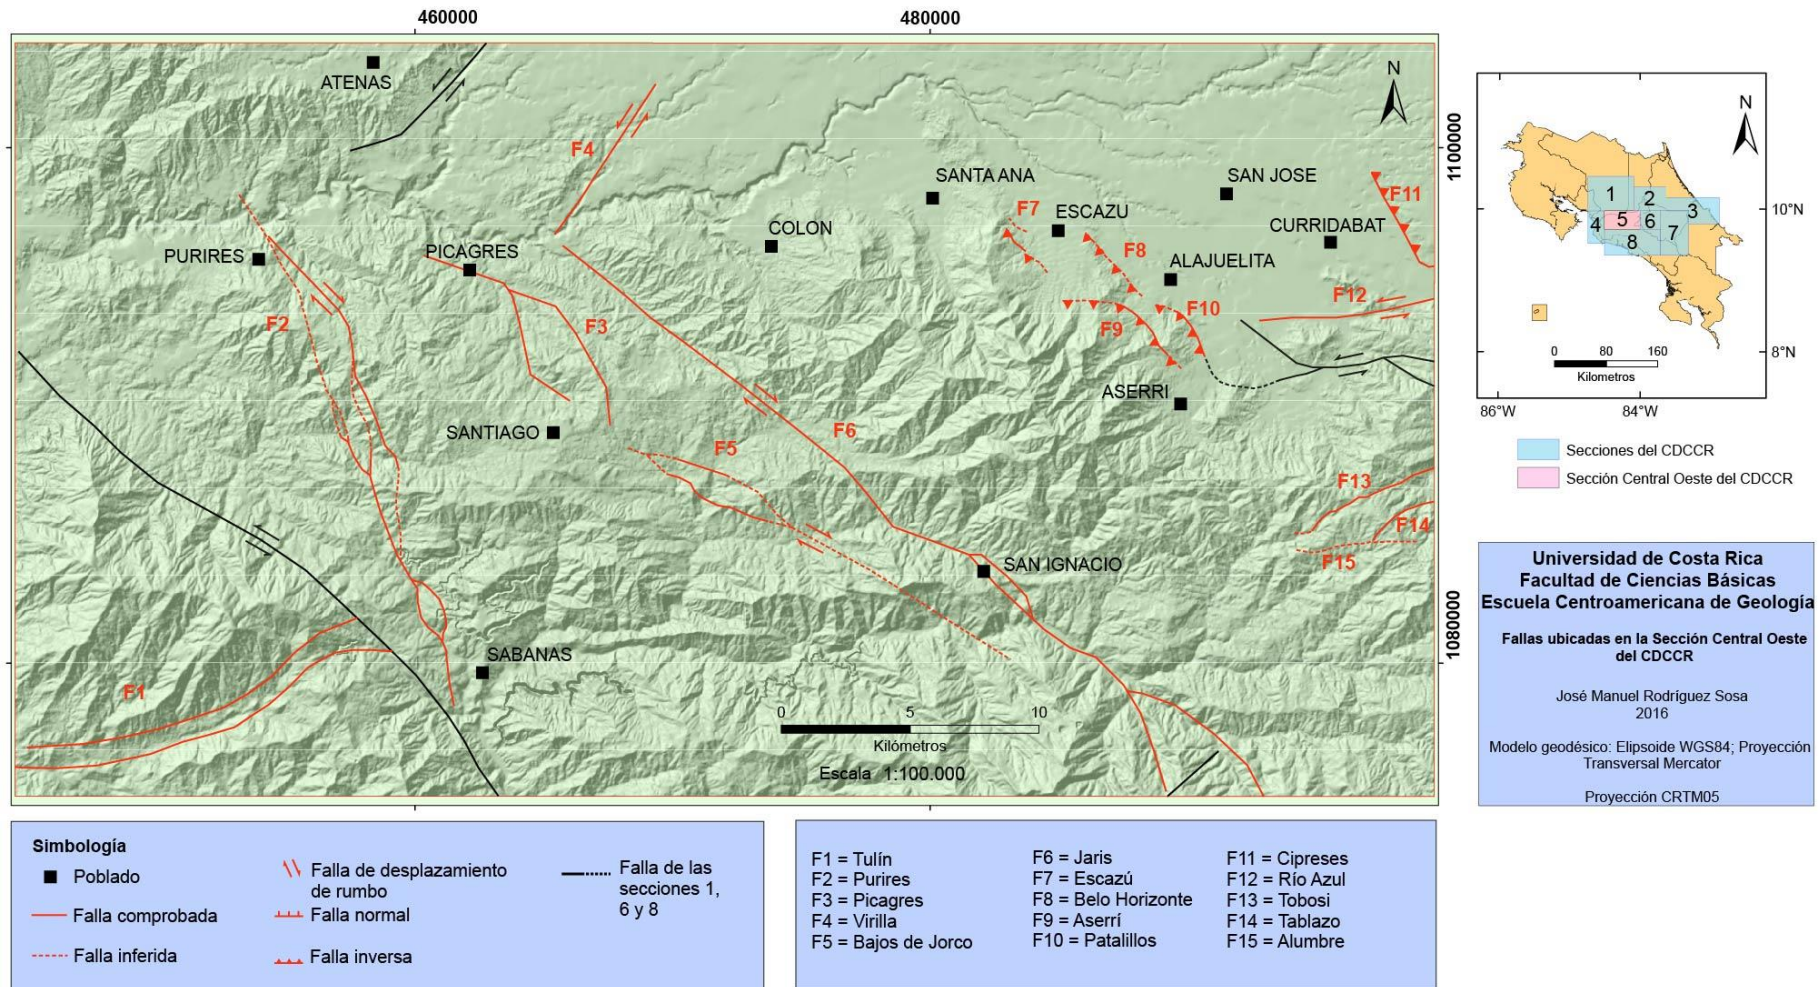 460000
480000
ATENAS
N
F4
SANTA ANA
SAN JOSE
F11
F7
ESCAZU
COLON
CURRIDABAT
PURIRES
PICAGRES
F8
ALAJUELITA
F12
F2
F3
F9
F10
ASERRI
SANTIAGO
F6
F5
F13
F14
F15
SAN IGNACIO
SABANAS
F1
0 5 10
Kilómetros
Escala 1:100.000
1100000
1080000
N
1
2
3
4
5
6
7
8
10°N
8°N
0 80 160
Kilometros
86°W
84°W
Secciones del CDCCR
Sección Central Oeste del CDCCR
Universidad de Costa Rica
Facultad de Ciencias Básicas
Escuela Centroamericana de Geología
Fallas ubicadas en la Sección Central Oeste
del CDCCR
José Manuel Rodríguez Sosa
2016
Modelo geodésico: Elipsoide WGS84; Proyección
Transversal Mercator
Proyección CRTM05
Simbología
Poblado
Falla comprobada
Falla inferida
Falla de desplazamiento
de rumbo
Falla normal
Falla inversa
Falla de las
secciones 1,
6 y 8
F1 = Tulín
F2 = Purires
F3 = Picagres
F4 = Virilla
F5 = Bajos de Jorco
F6 = Jaris
F7 = Escazú
F8 = Belo Horizonte
F9 = Aserrí
F10 = Patalillos
F11 = Cipreses
F12 = Río Azul
F13 = Tobosi
F14 = Tablazo
F15 = Alumbre